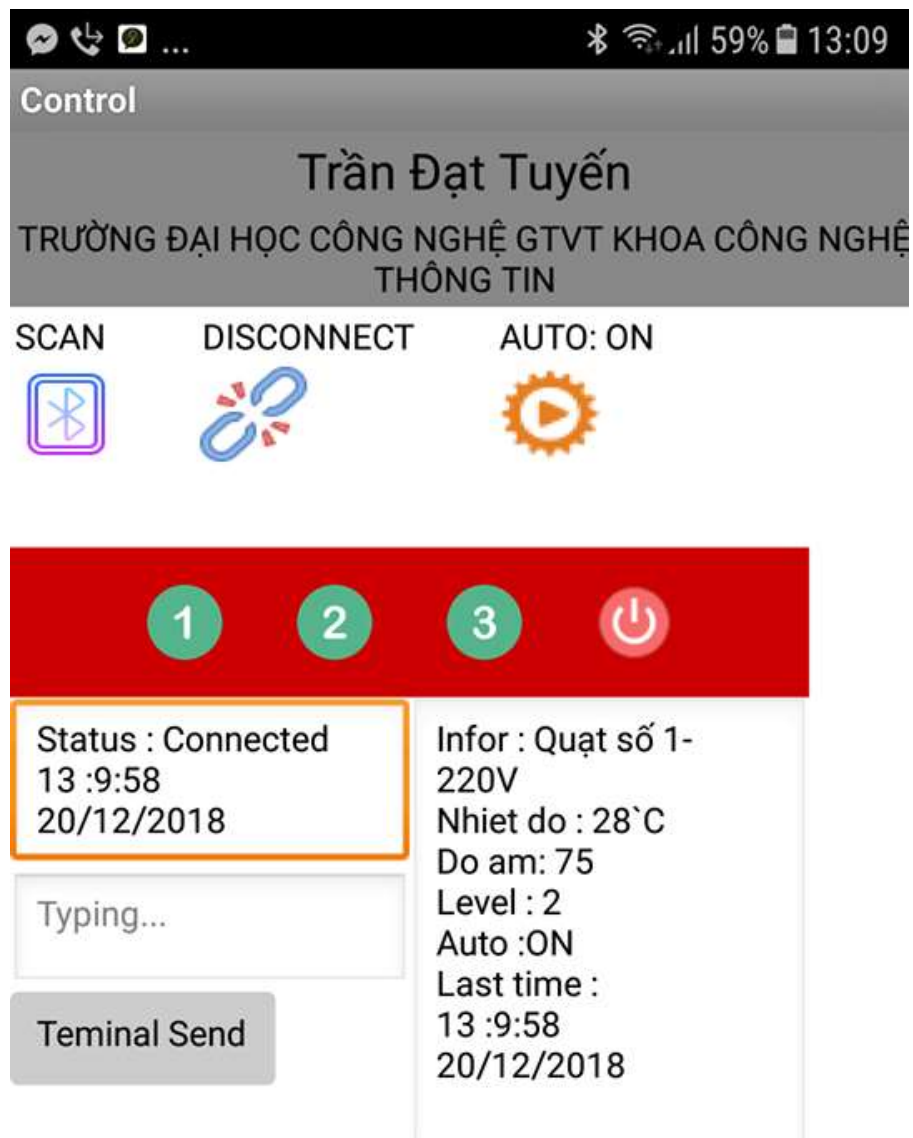 ... 59% 13:09
Control
Trần Đạt Tuyến
TRƯỜNG ĐẠI HỌC CÔNG NGHỆ GTVT KHOA CÔNG NGHỆ
THÔNG TIN
SCAN DISCONNECT AUTO: ON
1 2 3
Status : Connected
13 :9:58
20/12/2018
Typing...
Teminal Send
Infor : Quạt số 1-
220V
Nhiet do : 28`C
Do am: 75
Level : 2
Auto :ON
Last time :
13 :9:58
20/12/2018